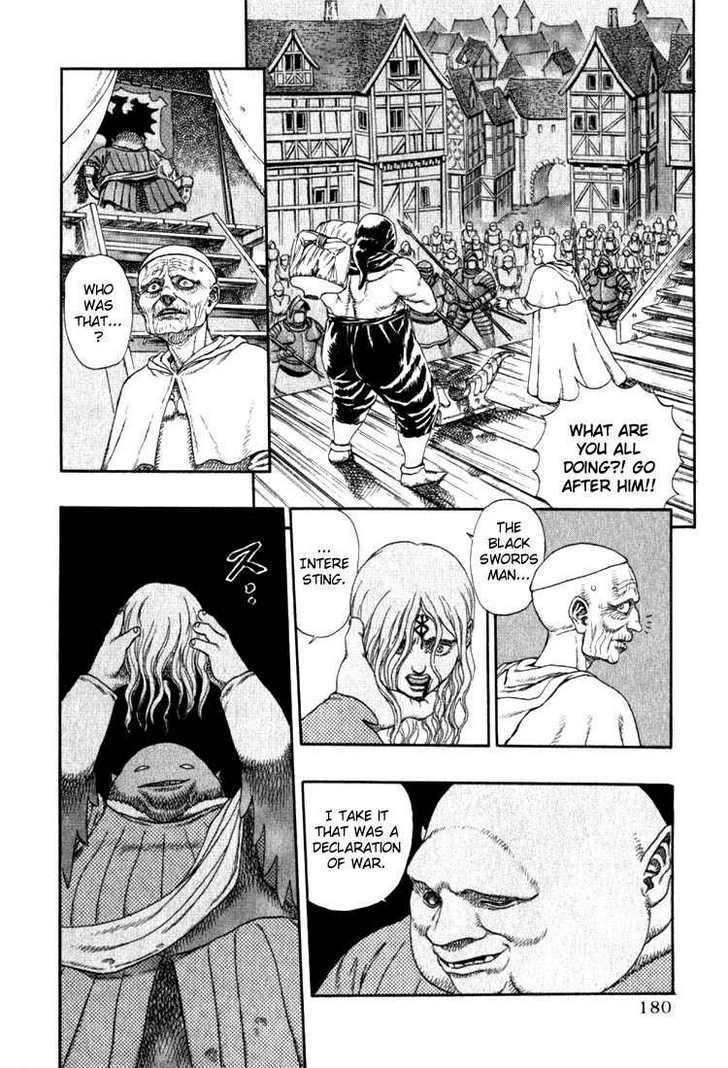 WHAT ARE
YOU ALL
DOING?! GO
AFTER HIM!!
WHO
WAS
THAT...
?
THE
BLACK
SWORDS
MAN...
...
INTERE
STING.
ス...
I TAKE IT
THAT WAS A
DECLARATION
OF WAR.
180